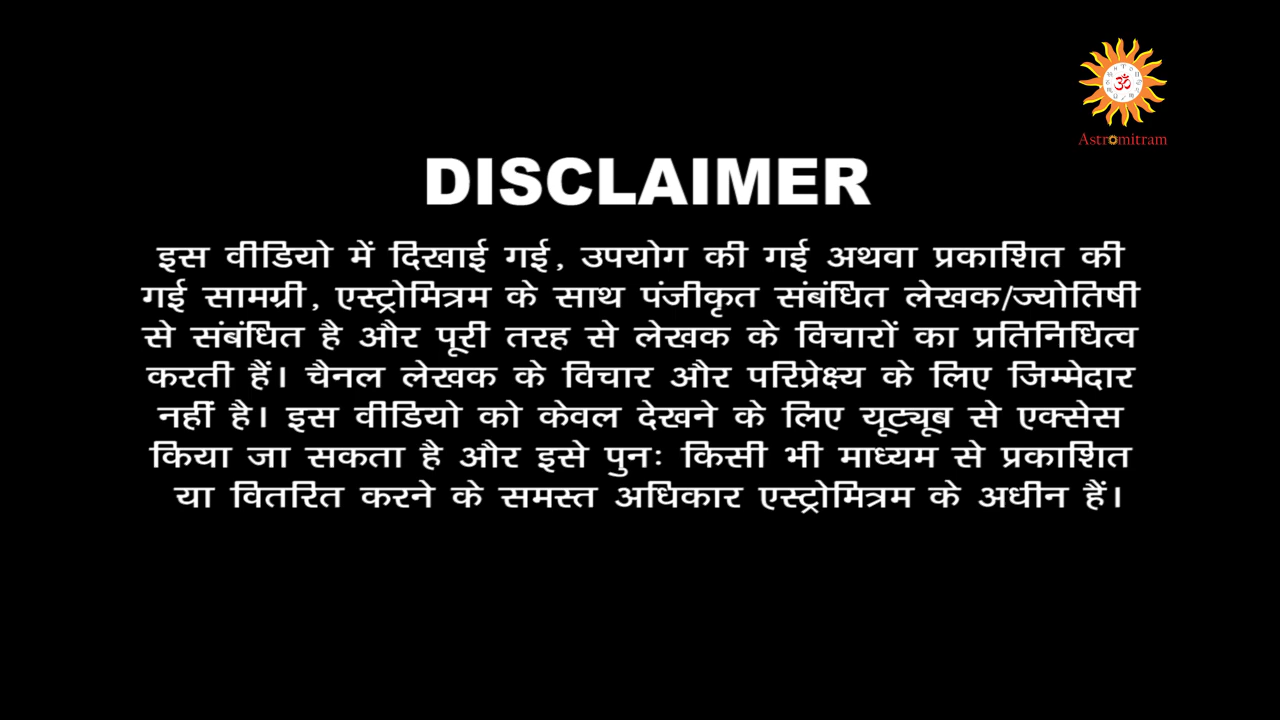 Astromitram
DISCLAIMER
इस वीडियो में दिखाई गई, उपयोग की गई अथवा प्रकाशित की
गई सामग्री, एस्ट्रोमित्रम के साथ पंजीकृत संबंधित लेखक/ज्योतिषी
से संबंधित है और पूरी तरह से लेखक के विचारों का प्रतिनिधित्व
करती हैं। चैनल लेखक के विचार और परिप्रेक्ष्य के लिए जिम्मेदार
नहीं है। इस वीडियो को केवल देखने के लिए यूट्यूब से एक्सेस
किया जा सकता है और इसे पुनः किसी भी माध्यम से प्रकाशित
या वितरित करने के समस्त अधिकार एस्ट्रोमित्रम के अधीन हैं।